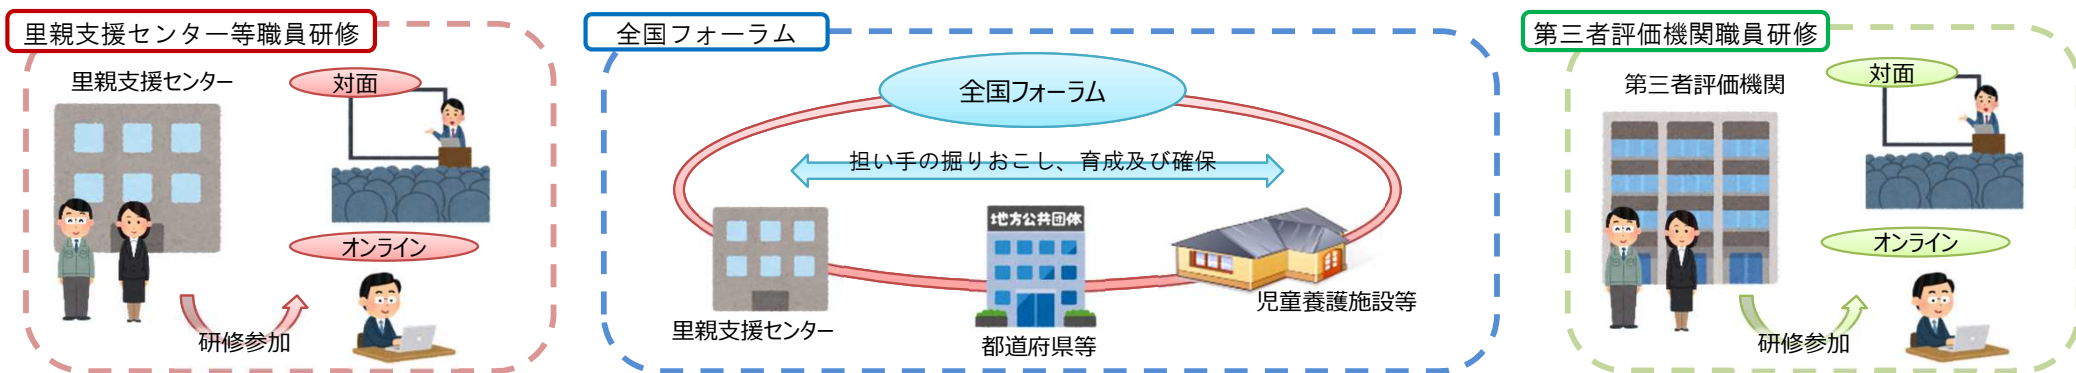 里親支援センター等職員研修
里親支援センター
対面
オンライン
研修参加
全国フォーラム
全国フォーラム
担い手の掘りおこし、育成及び確保
里親支援センター
地方公共団体
都道府県等
児童養護施設等
第三者評価機関職員研修
第三者評価機関
対面
オンライン
研修参加